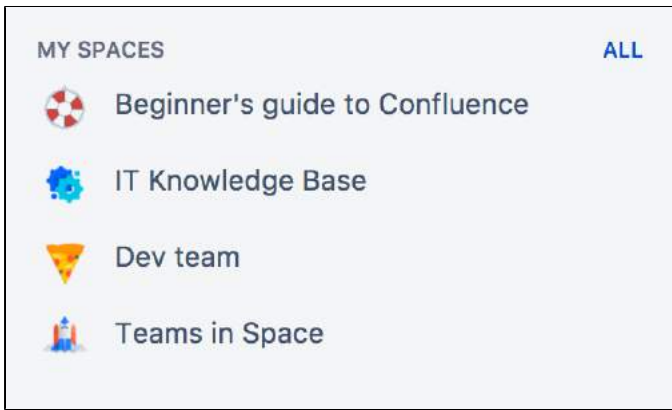 MY SPACES ALL
Beginner's guide to Confluence
IT Knowledge Base
Dev team
Teams in Space